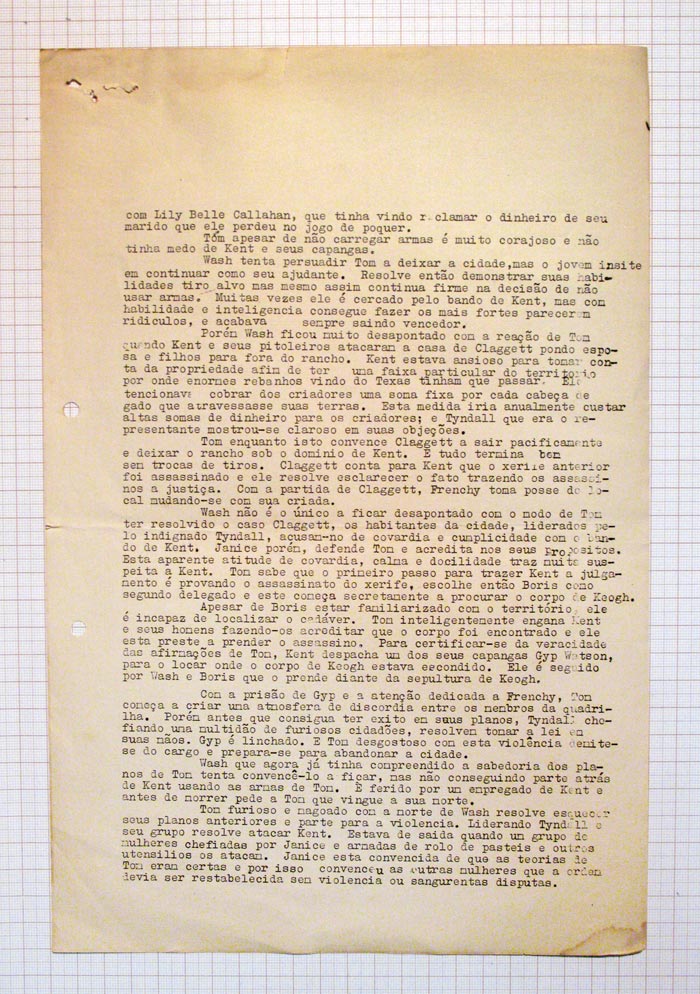 com Lily Belle Callahan, que tinha vindo r.clamar o dinheiro de seu
marido que ele perdeu no jogo de poquer.
Tóm apesar de não carregar armas é muito corajoso e não
tinha medo de Kent e seus capangas.
Wash tenta persuadir Tom a deixar a cidade,mas o jovem insite
em continuar como seu ajudante. Resolve então demonstrar suas habi-
lidades tiro alvo mas mesmo assim continua firme na decisão de não
usar armas. Muitas vezes ele é cercado pelo bando de Kent, mas com
habilidade e inteligencia consegue fazer os mais fortes parecerem
ridiculos, e acabava sempre saindo vencedor.
Porém Wash ficou muito desapontado com a reação de Tom
quando Kent e seus pitoleiros atacaram a casa de Claggett pondo espo-
sa e filhos para fora do rancho. Kent estava ansioso para tomar con-
ta da propriedade afim de ter uma faixa particular do territorio
por onde enormes rebanhos vindo do Texas tinham que passar. Ele
tencionava cobrar dos criadores uma soma fixa por cada cabeça de
gado que atravessasse suas terras. Esta medida iria anualmente custar
altas somas de dinheiro para os criadores; e Tyndall que era o re-
presentante mostrou-se claroso em suas objeções.
Tom enquanto isto convence Claggett a sair pacificamente
e deixar o rancho sob o dominio de Kent. E tudo termina bem
sem trocas de tiros. Claggett conta para Kent que o xerife anterior
foi assassinado e ele resolve esclarecer o fato trazendo os assassi-
nos a justiça. Com a partida de Claggett, Frenchy toma posse do lo-
cal mudando-se com sua criada.
Wash não é o único a ficar desapontado com o modo de Tom
ter resolvido o caso Claggett, os habitantes da cidade, liderados pe-
lo indignado Tyndall, acusam-no de covardia e cumplicidade com o ban-
do de Kent. Janice porém, defende Tom e acredita nos seus propositos.
Esta aparente atitude de covardia, calma e docilidade traz muita sus-
peita a Kent. Tom sabe que o primeiro passo para trazer Kent a julga-
mento é provando o assassinato do xerife, escolhe então Boris como
segundo delegado e este começa secretamente a procurar o corpo de Keogh.
Apesar de Boris estar familiarizado com o território, ele
é incapaz de localizar o cadáver. Tom inteligentemente engana Kent
e seus homens fazendo-os acreditar que o corpo foi encontrado e ele
esta preste a prender o assassino. Para certificar-se da veracidade
das afirmações de Tom, Kent despacha um dos seus capangas Gyp Watson,
para o locar onde o corpo de Keogh estava escondido. Ele é seguido
por Wash e Boris que o prende diante da sepultura de Keogh.
Com a prisão de Gyp e a atenção dedicada a Frenchy, Tom
começa a criar uma atmosfera de discordia entre os membros da quadri-
lha. Porém antes que consiga ter exito em suus planos, Tyndall che-
fiando uma multidão de furiosos cidadões, resolvem tomar a lei em
suas mãos. Gyp é linchado. E Tom desgostoso com esta violência demite-
se do cargo e prepara-se para abandonar a cidade.
Wash que agora já tinha compreendido a sabedoria dos pla-
nos de Tom tenta convencê-lo a ficar, mas não conseguindo parte atrás
de Kent usando as armas de Tom. É ferido por um empregado de Kent e
antes de morrer pede a Tom que vingue a sua morte.
Tom furioso e magoado com a morte de Wash resolve esquecer
seus planos anteriores e parte para a violencia. Liderando Tyndall e
seu grupo resolve atacar Kent. Estava de saida quando um grupo de
mulheres chefiadas por Janice e armadas de rolo de pasteis e outros
utensilios os atacam. Janice esta convencida de que as teorias de
Tom eram certas e por isso convenceu as outras mulheres que a ordem
devia ser restabelecida sem violencia ou sangurentas disputas.